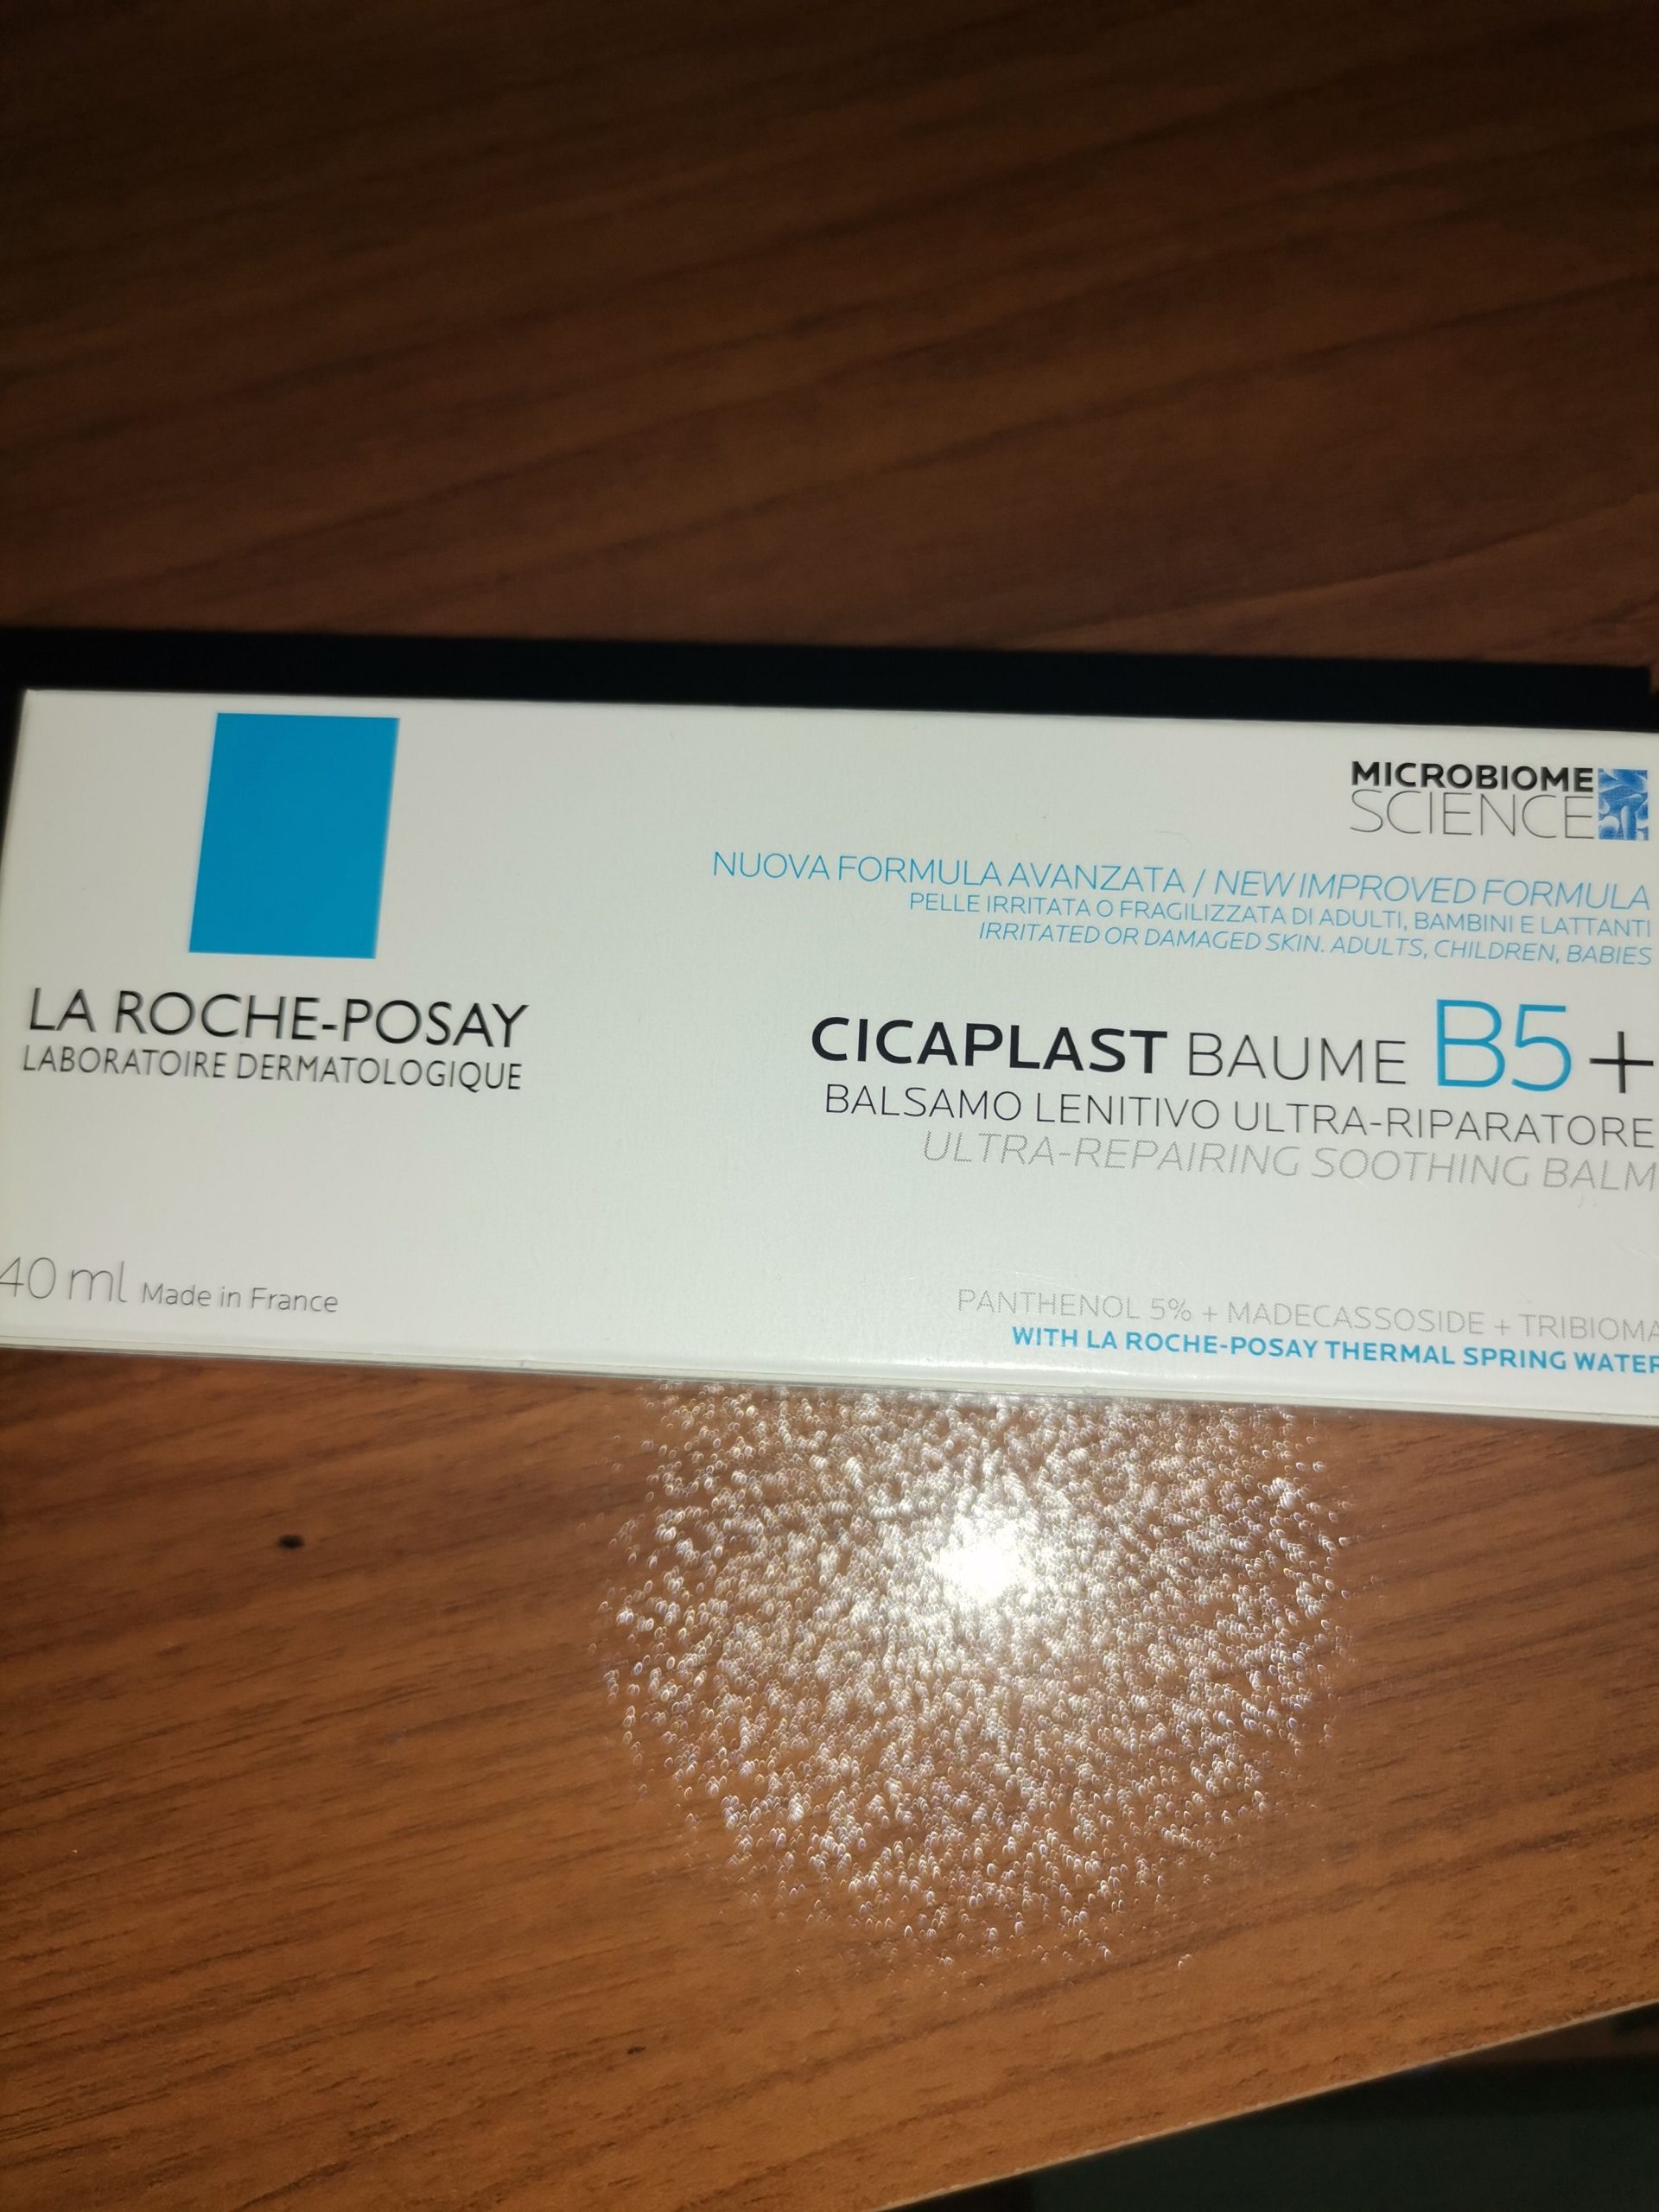 LA ROCHE-POSAY
LABORATOIRE DERMATOLOGIQUE
40 ml Made in France
MICROBIOME
SCIENCE
NUOVA FORMULA AVANZATA / NEW IMPROVED FORMULA
PELLE IRRITATA O FRAGILIZZATA DI ADULTI, BAMBINI E LATTANTI
IRRITATED OR DAMAGED SKIN. ADULTS, CHILDREN, BABIES
CICAPLAST BAUME B5+
BALSAMO LENITIVO ULTRA-RIPARATORE
ULTRA-REPAIRING SOOTHING BALM
PANTHENOL 5% + MADECASSOSIDE + TRIBIOMA
WITH LA ROCHE-POSAY THERMAL SPRING WATER